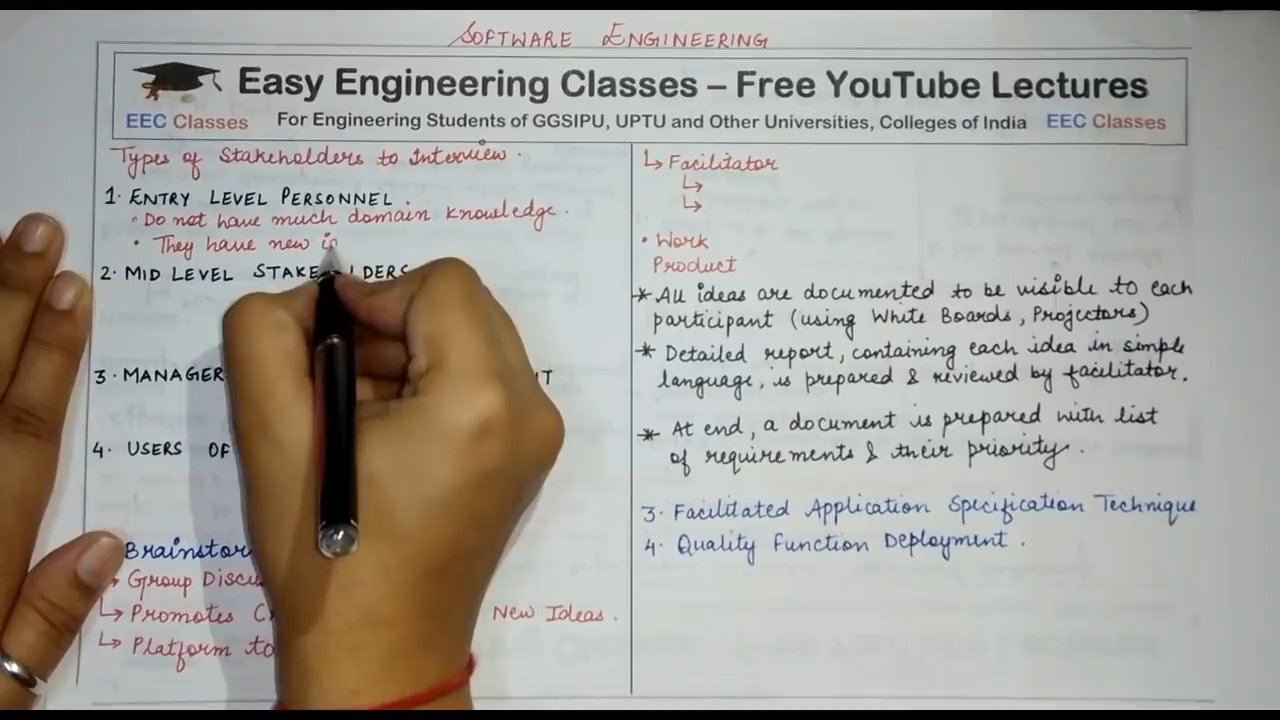 SOFTWARE ENGINEERING
Easy Engineering Classes – Free YouTube Lectures
EEC Classes For Engineering Students of GGSIPU, UPTU and Other Universities, Colleges of India EEC Classes
Types of Stakeholders to Interview.
1. ENTRY LEVEL PERSONNEL.
• Do not have much domain knowledge.
• They have new
2. MID LEVEL
3. MANAGER
4. USERS OF
Group
↳ Promotes New Ideas.
↳ Platform to
↳ Facilitator
↳
↳
• Work
Product
* All ideas are documented to be visible to each
participant (using White Boards, Projectors)
* Detailed report, containing each idea in simple
language, is prepared & reviewed by facilitator.
* At end, a document is prepared with list
of requirements & their priority.
3. Facilitated Application Specification Technique
4. Quality Function Deployment.